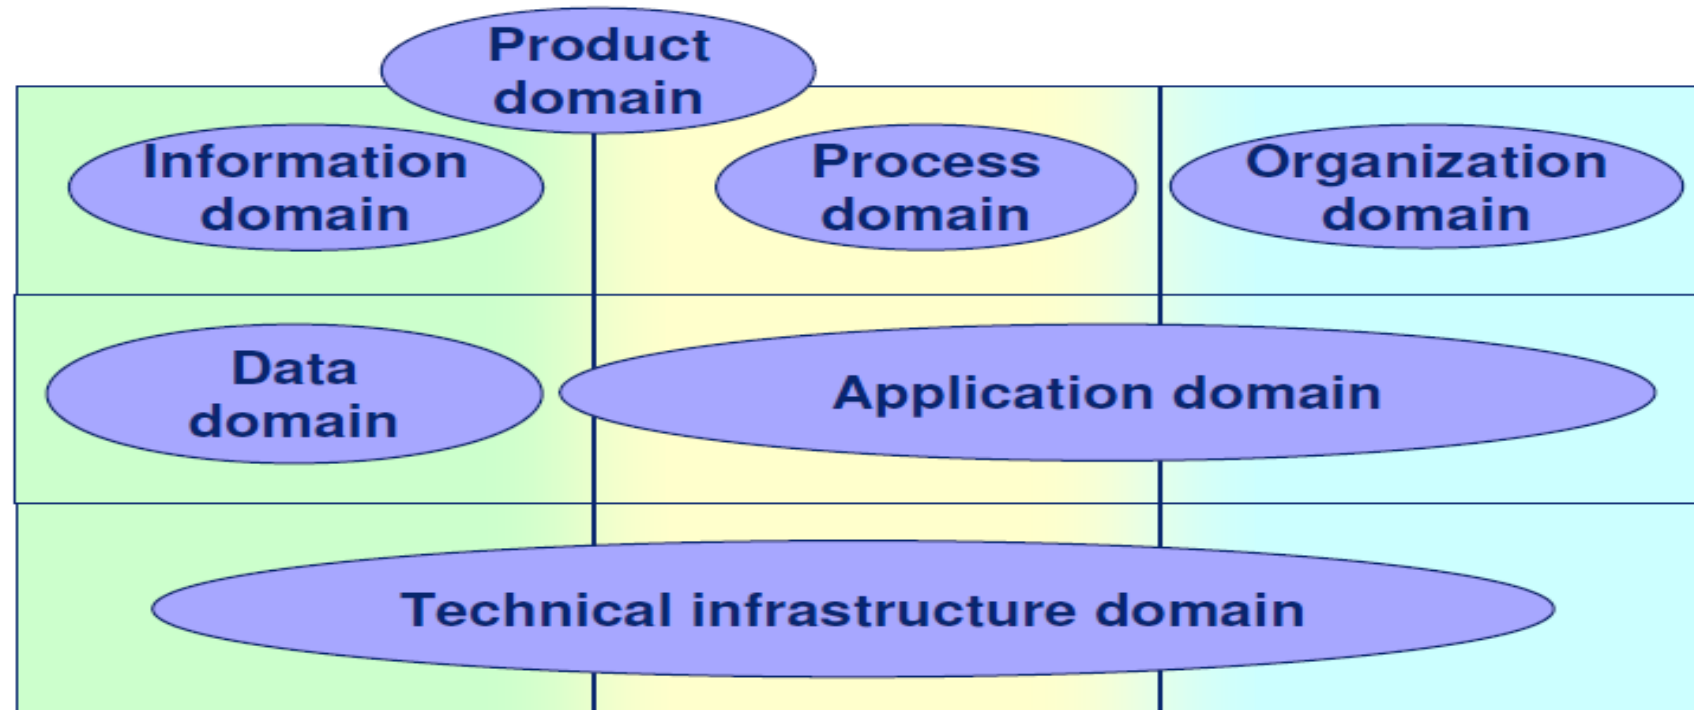 Product
domain
Information
domain
Process
domain
Organization
domain
Data
domain
Application domain
Technical infrastructure domain